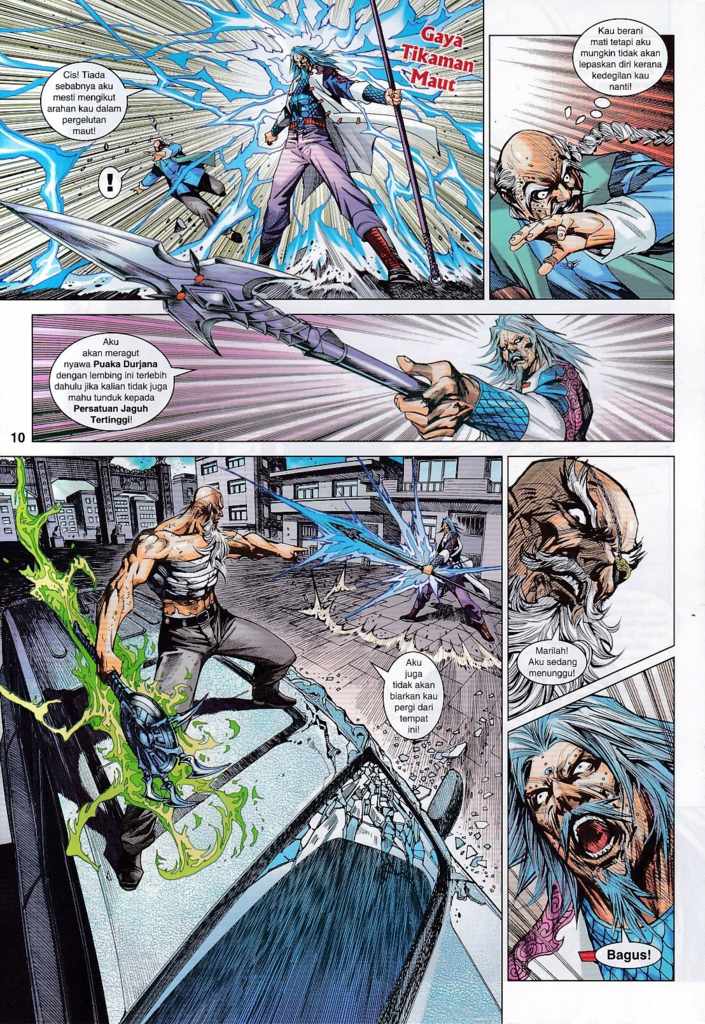 Cis! Tiada
sebabnya aku
mesti mengikut
arahan kau dalam
pergelutan
maut!
!
Gaya
Tikaman
Maut
Kau berani
mati tetapi aku
mungkin tidak akan
lepaskan diri kerana
kedegilan kau
nanti!
Aku
akan meragut
nyawa Puaka Durjana
dengan lembing ini terlebih
dahulu jika kalian tidak juga
mahu tunduk kepada
Persatuan Jaguh
Tertinggi!
10
Aku
juga
tidak akan
biarkan kau
pergi dari
tempat
ini!
Marilah!
Aku sedang
menunggu!
Bagus!